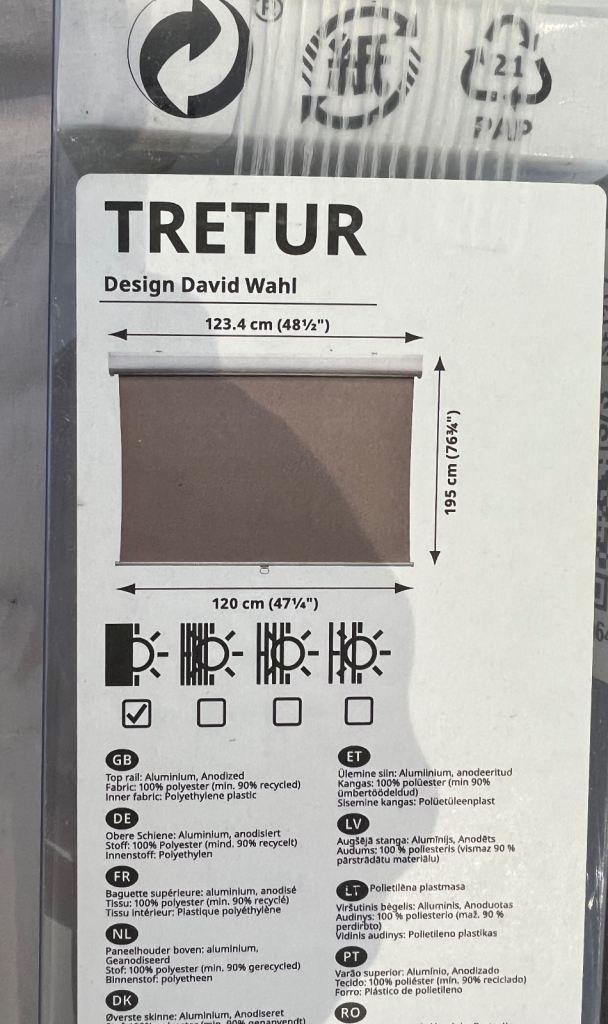 ®
21
PAP
TRETUR
Design David Wahl
123.4 cm (48½")
195 cm (76¾")
120 cm (47¼")
GB
Top rail: Aluminium, Anodized
Fabric: 100% polyester (min. 90% recycled)
Inner fabric: Polyethylene plastic
DE
Obere Schiene: Aluminium, anodisiert
Stoff: 100% Polyester (mind. 90% recycelt)
Innenstoff: Polyethylen
FR
Baguette supérieure: aluminium, anodisé
Tissu: 100% polyester (min. 90% recyclé)
Tissu intérieur: Plastique polyéthylène
NL
Paneelhouder boven: aluminium,
Geanodiseerd
Stof: 100% polyester (min. 90% gerecycled)
Binnenstof: polyetheen
DK
Øverste skinne: Aluminium, Anodiseret
ET
Ülemine siin: Alumiinium, anodeeritud
Kangas: 100% polüester (min 90%
ümbertöödeldud)
Sisemine kangas: Polüetüleenplast
LV
Augšējā stanga: Alumīnijs, Anodēts
Audums: 100 % poliesteris (vismaz 90 %
pārstrādātu materiālu)
Polietilēna plastmasa
LT
Viršutinis bėgelis: Aliuminis, Anoduotas
Audinys: 100 % poliesterio (maž. 90 %
perdirbto)
Vidinis audinys: Polietileno plastikas
PT
Varão superior: Alumínio, Anodizado
Tecido: 100% poliéster (min. 90% reciclado)
Forro: Plástico de polietileno
RO